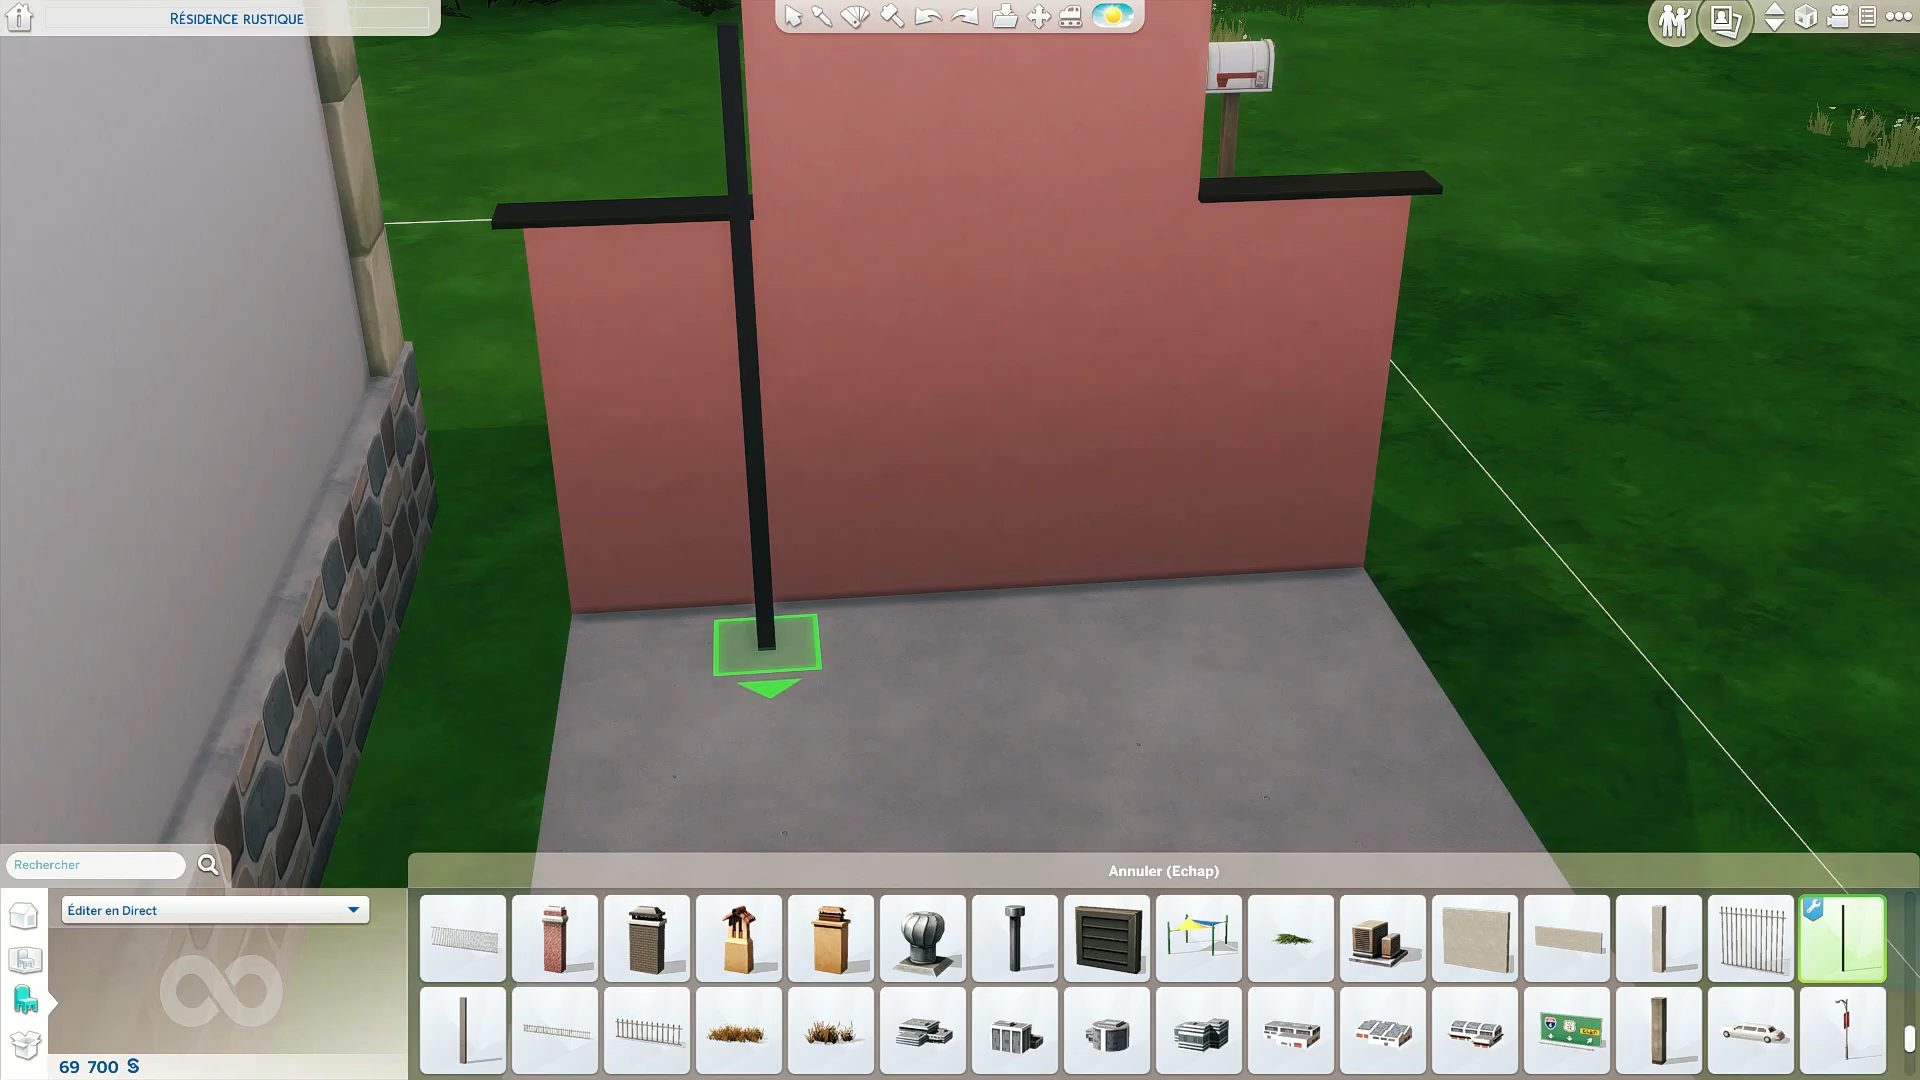 RÉSIDENCE RUSTIQUE
Annuler (Echap)
Rechercher
Éditer en Direct
69 700 §